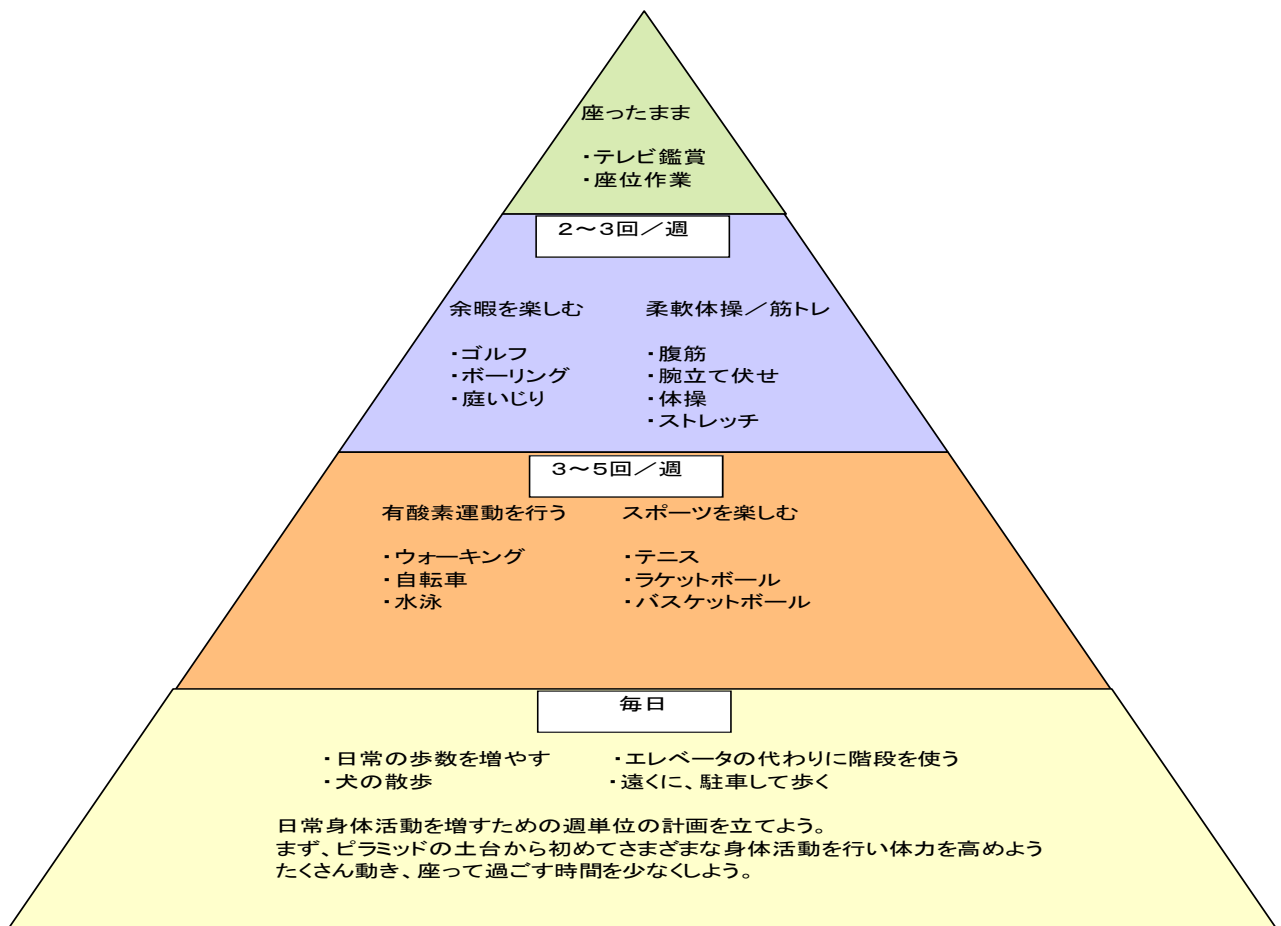 座ったまま
・テレビ鑑賞
・座位作業
2～3回／週
余暇を楽しむ
・ゴルフ
・ボーリング
・庭いじり
柔軟体操／筋トレ
・腹筋
・腕立て伏せ
・体操
・ストレッチ
3～5回／週
有酸素運動を行う
・ウォーキング
・自転車
・水泳
スポーツを楽しむ
・テニス
・ラケットボール
・バスケットボール
毎日
・日常の歩数を増やす
・犬の散歩
・エレベータの代わりに階段を使う
・遠くに、駐車して歩く
日常身体活動を増すための週単位の計画を立てよう。
まず、ピラミッドの土台から初めてさまざまな身体活動を行い体力を高めよう
たくさん動き、座って過ごす時間を少なくしよう。